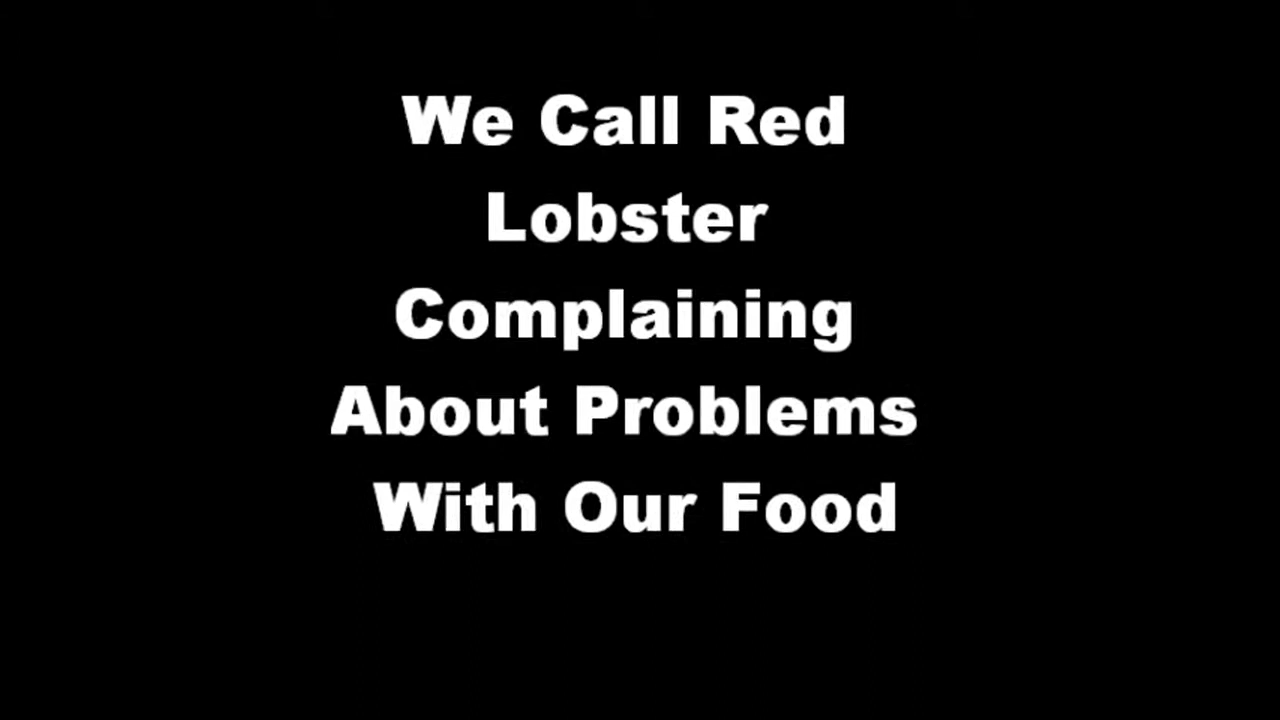 We Call Red
Lobster
Complaining
About Problems
With Our Food